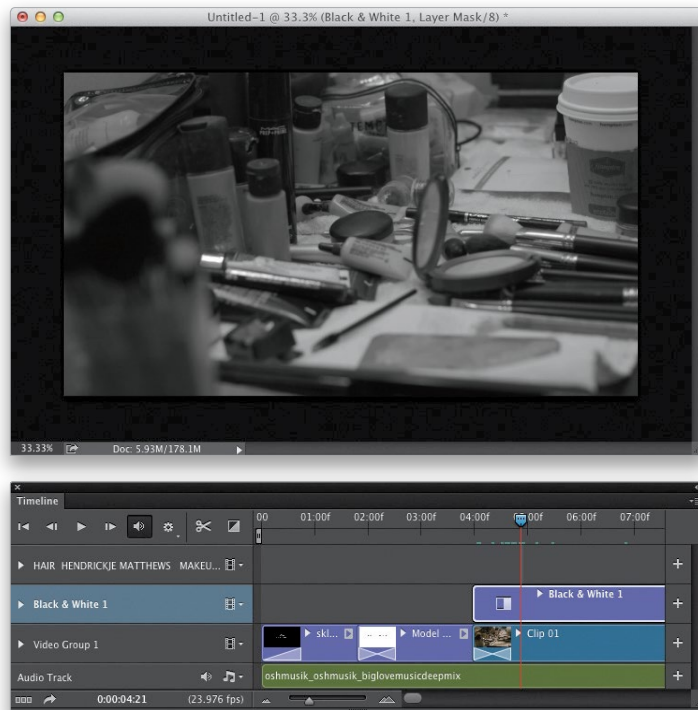 Untitled-1 @ 33.3% (Black & White 1, Layer Mask/8) *
TEMP
33.33% Doc: 5.93M/178.1M
Timeline
00 01:00f 02:00f 03:00f 04:00f 05:00f 06:00f 07:00f
HAIR HENDRICKJE MATTHEWS MAKEU...
Black & White 1
Black & White 1
Video Group 1
skl...
Model ...
Clip 01
Audio Track
oshmusik_oshmusik_biglovemusicdeepmix
0:00:04:21 (23.976 fps)